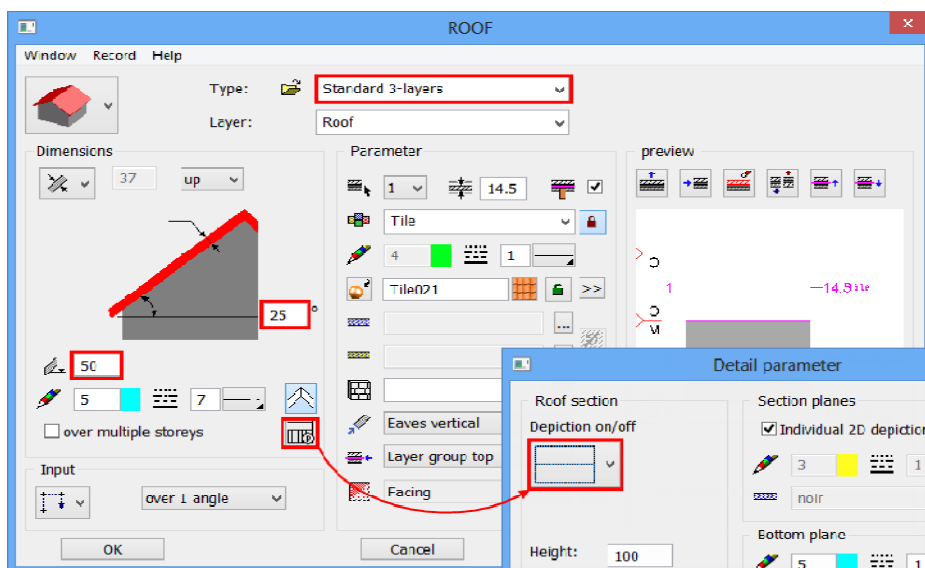 ROOF
Window Record Help
Type: Standard 3-layers
Layer: Roof
Dimensions
37 up
25 °
50
5 7
over multiple storeys
Input
over 1 angle
OK
Parameter
1 14.5
Tile
4 1
Tile021 >>
...
Eaves vertical
Layer group top
Facing
Cancel
preview
1
Detail parameter
Roof section
Depiction on/off
Height: 100
Section planes
Individual 2D depiction
3 1
noir
Bottom plane
5 1